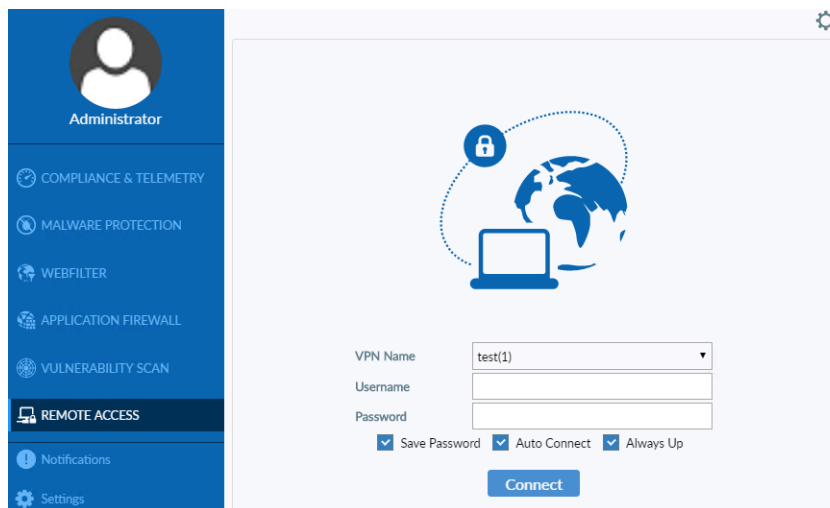 Administrator
COMPLIANCE & TELEMETRY
MALWARE PROTECTION
WEBFILTER
APPLICATION FIREWALL
VULNERABILITY SCAN
REMOTE ACCESS
Notifications
Settings
VPN Name test(1)
Username
Password
Save Password Auto Connect Always Up
Connect